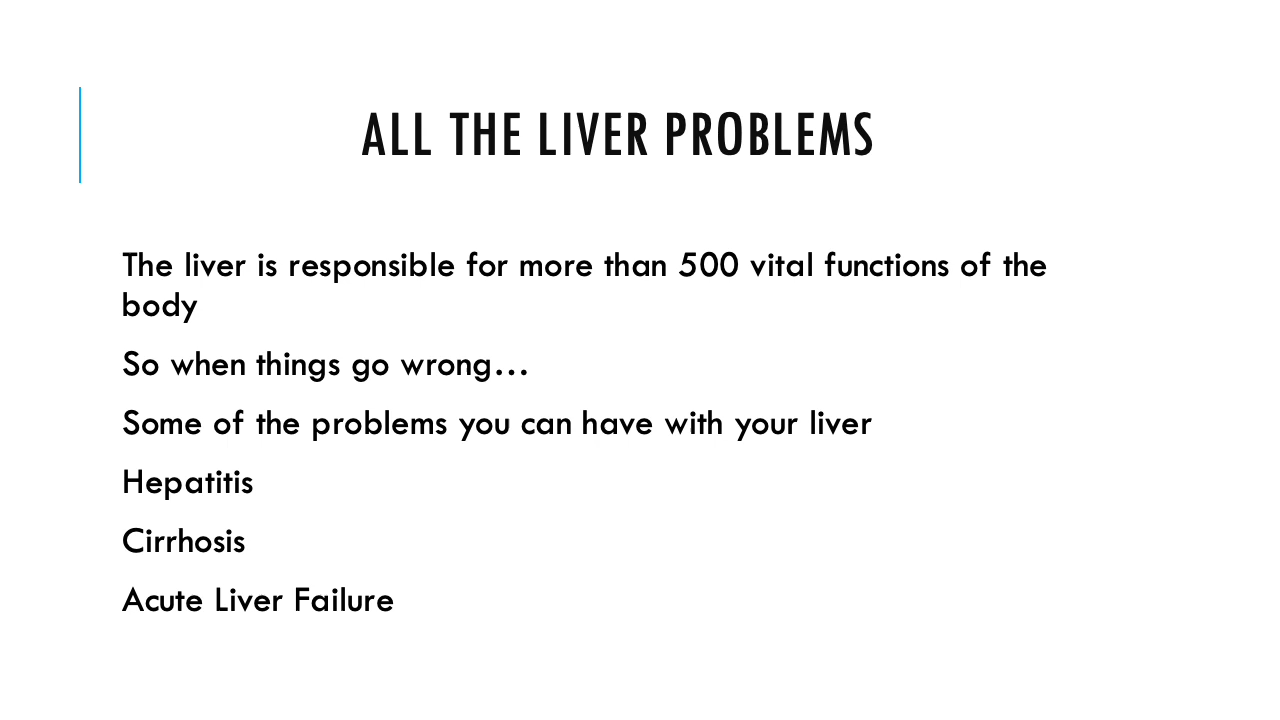 ALL THE LIVER PROBLEMS
The liver is responsible for more than 500 vital functions of the
body
So when things go wrong…
Some of the problems you can have with your liver
Hepatitis
Cirrhosis
Acute Liver Failure